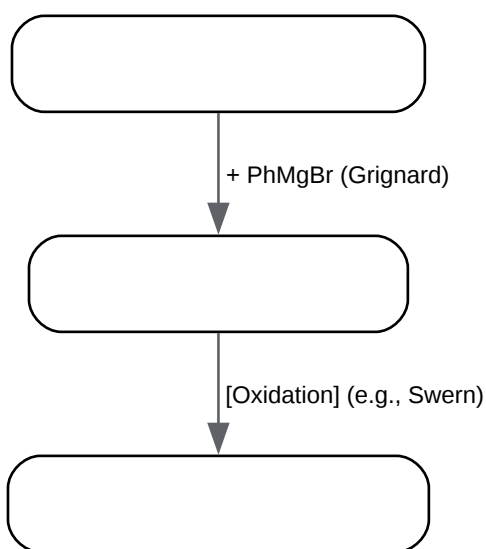 + PhMgBr (Grignard)
[Oxidation] (e.g., Swern)